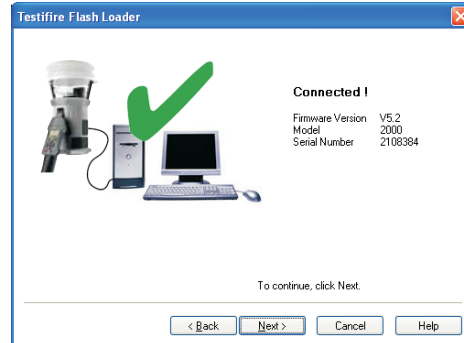 Testifire Flash Loader
Connected !
Firmware Version V5.2
Model 2000
Serial Number 2108384
To continue, click Next.
< Back Next > Cancel Help